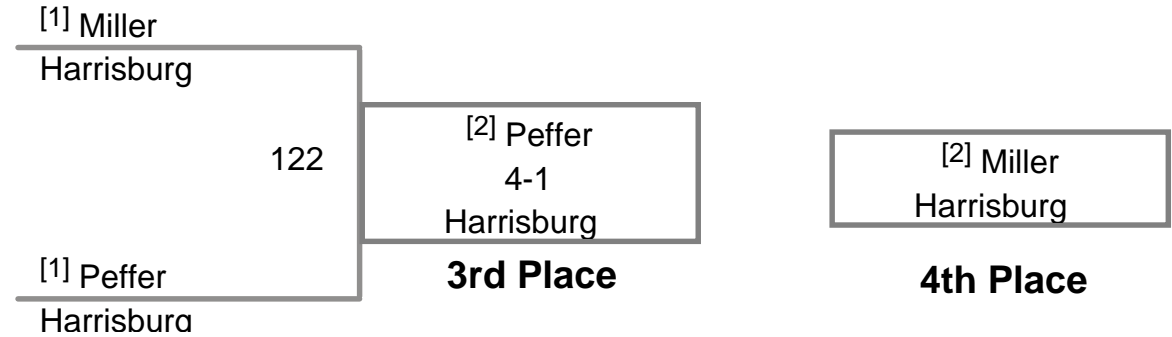 [1] Miller
Harrisburg
122
[2] Peffer
4-1
Harrisburg
3rd Place
[2] Miller
Harrisburg
4th Place
[1] Peffer
Harrisburg